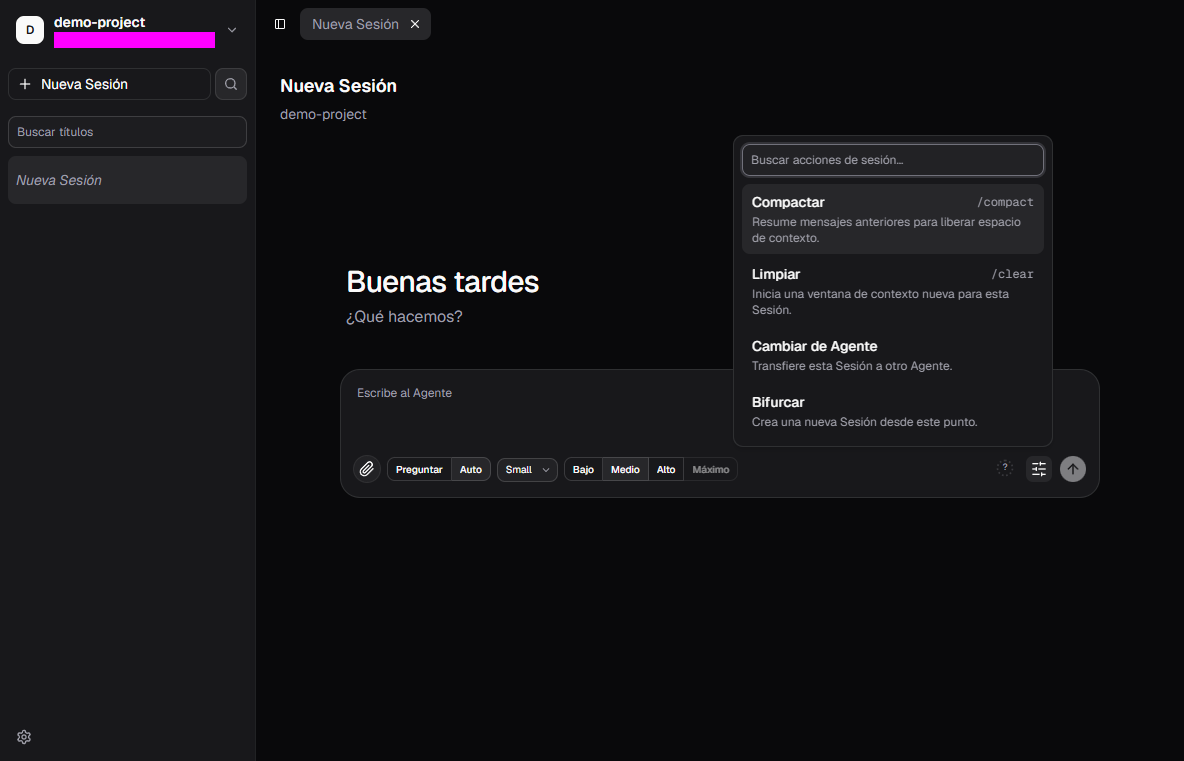 D
demo-project
Nueva Sesión
Buscar títulos
Nueva Sesión
Nueva Sesión
Nueva Sesión
demo-project
Buenas tardes
¿Qué hacemos?
Buscar acciones de sesión...
Compactar /compact
Resume mensajes anteriores para liberar espacio
de contexto.
Limpiar /clear
Inicia una ventana de contexto nueva para esta
Sesión.
Cambiar de Agente
Transfiere esta Sesión a otro Agente.
Bifurcar
Crea una nueva Sesión desde este punto.
Escribe al Agente
Preguntar Auto Small Bajo Medio Alto Máximo ?